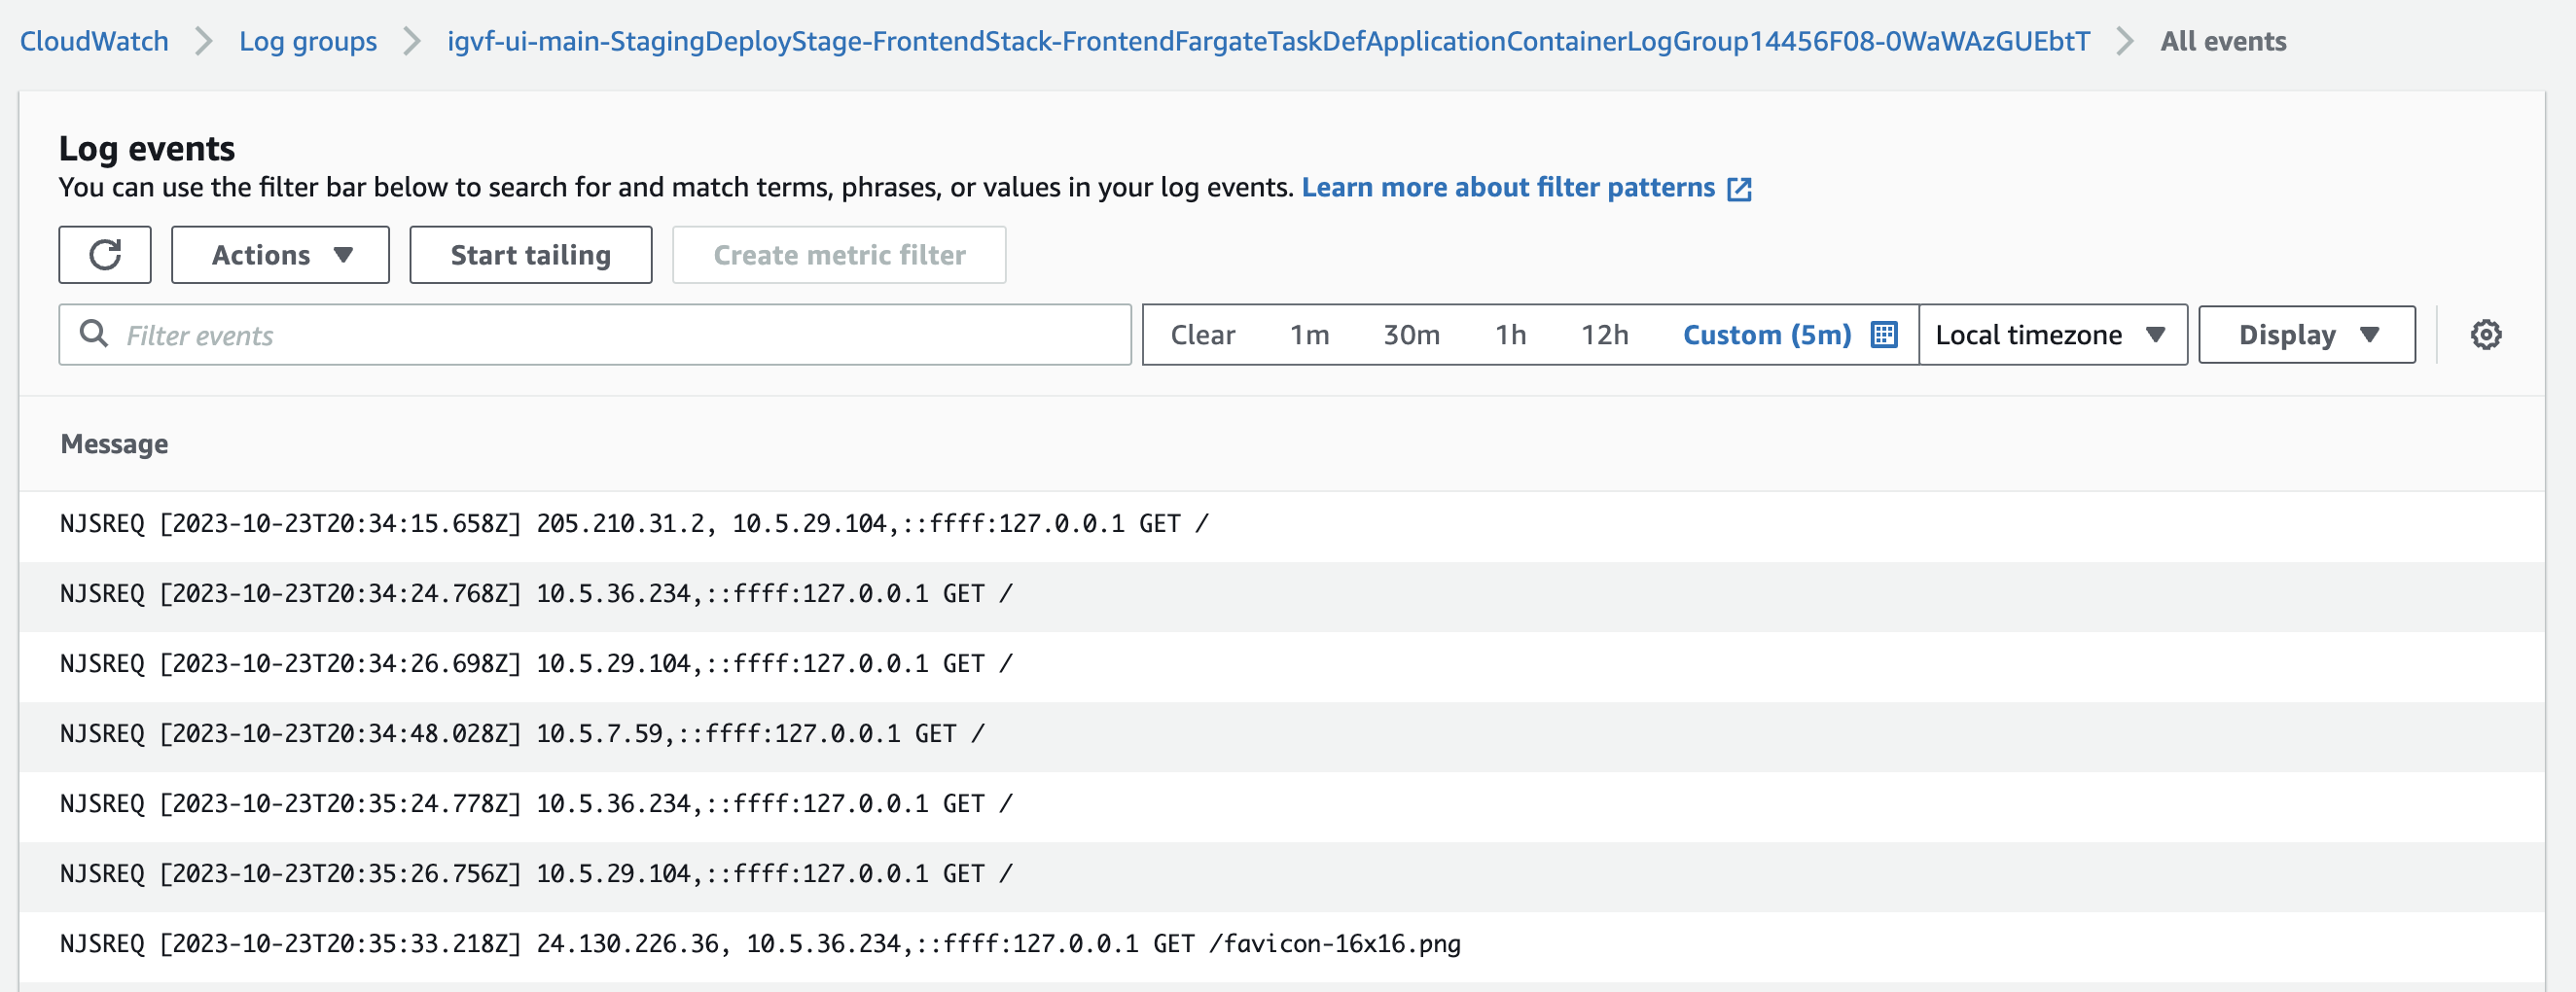 CloudWatch > Log groups > igvf-ui-main-StagingDeployStage-FrontendStack-FrontendFargateTaskDefApplicationContainerLogGroup14456F08-0WaWAzGUEbtT > All events
Log events
You can use the filter bar below to search for and match terms, phrases, or values in your log events. Learn more about filter patterns
Actions Start tailing Create metric filter
Filter events Clear 1m 30m 1h 12h Custom (5m) Local timezone Display
Message
NJSREQ [2023-10-23T20:34:15.658Z] 205.210.31.2, 10.5.29.104,::ffff:127.0.0.1 GET /
NJSREQ [2023-10-23T20:34:24.768Z] 10.5.36.234,::ffff:127.0.0.1 GET /
NJSREQ [2023-10-23T20:34:26.698Z] 10.5.29.104,::ffff:127.0.0.1 GET /
NJSREQ [2023-10-23T20:34:48.028Z] 10.5.7.59,::ffff:127.0.0.1 GET /
NJSREQ [2023-10-23T20:35:24.778Z] 10.5.36.234,::ffff:127.0.0.1 GET /
NJSREQ [2023-10-23T20:35:26.756Z] 10.5.29.104,::ffff:127.0.0.1 GET /
NJSREQ [2023-10-23T20:35:33.218Z] 24.130.226.36, 10.5.36.234,::ffff:127.0.0.1 GET /favicon-16x16.png